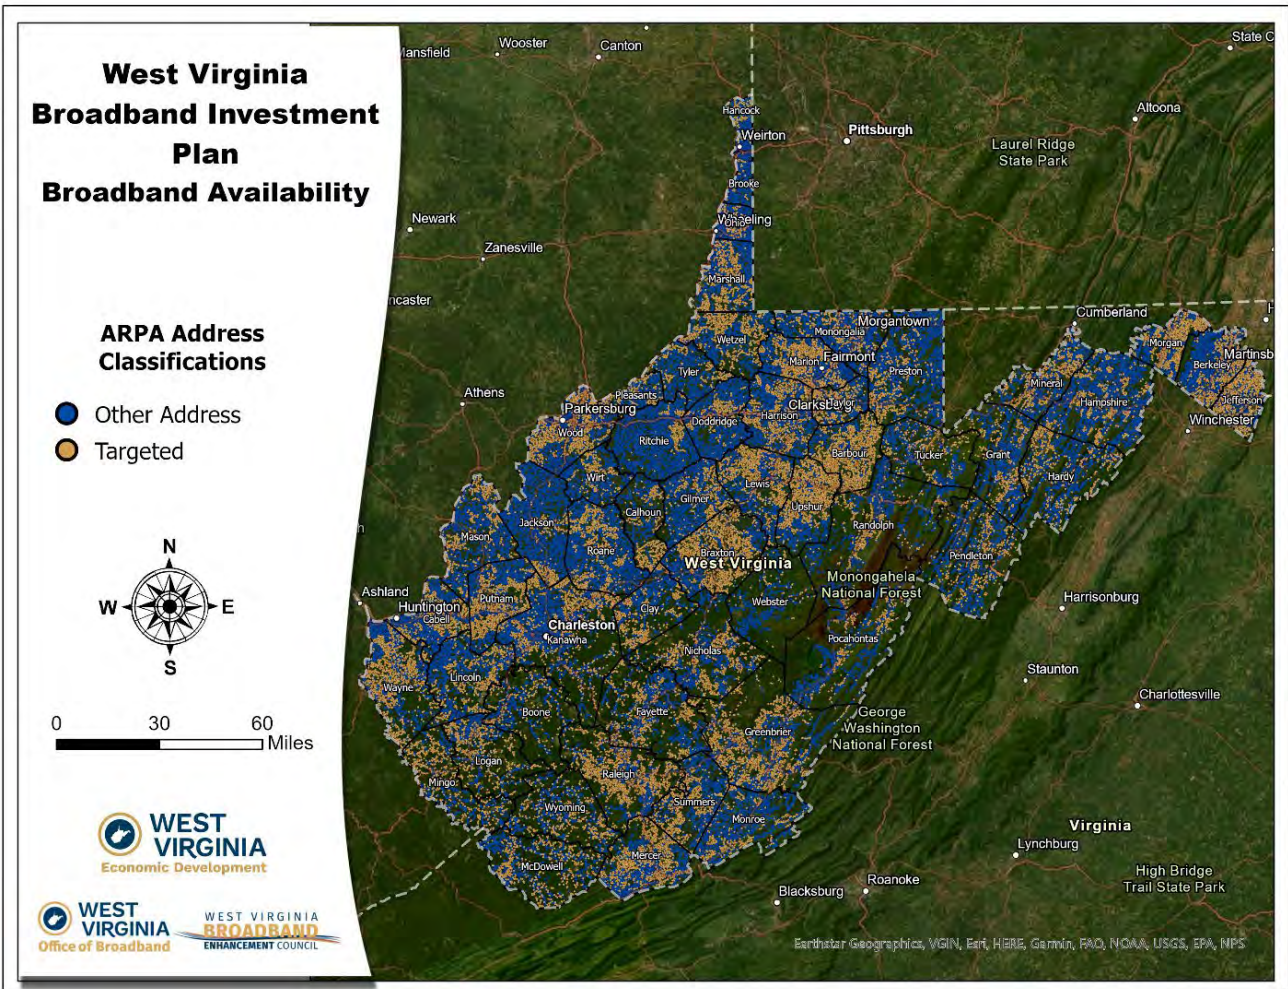 West Virginia
Broadband Investment
Plan
Broadband Availability
ARPA Address
Classifications
Other Address
Targeted
N
W
E
S
0 30 60
Miles
WEST
VIRGINIA
Economic Development
WEST
VIRGINIA
Office of Broadband
WEST VIRGINIA
BROADBAND
ENHANCEMENT COUNCIL
Mansfield
Wooster
Canton
State C
Hancock
Weirton
Pittsburgh
Altoona
Laurel Ridge
State Park
Brooke
Newark
Wheeling
Ohio
Zanesville
Marshall
ncaster
Cumberland
H
Morgantown
Monongalia
Wetzel
Marion
Fairmont
Morgan
Martinsb
Berkeley
Tyler
Preston
Mineral
Athens
Pleasants
Hampshire
Jefferson
Parkersburg
Clarksburg
Taylor
Harrison
Doddridge
Wood
Ritchie
Winchester
Barbour
Tucker
Grant
Wirt
Lewis
Hardy
Gilmer
Calhoun
Upshur
Jackson
Randolph
Mason
Roane
Braxton
Pendleton
West Virginia
Monongahela
National Forest
Ashland
Huntington
Cabell
Putnam
Clay
Webster
Harrisonburg
Charleston
Kanawha
Pocahontas
Nicholas
Staunton
Wayne
Lincoln
Charlottesville
Boone
Fayette
George
Washington
National Forest
Greenbrier
Logan
Mingo
Raleigh
Summers
Wyoming
Monroe
Virginia
Lynchburg
McDowell
Mercer
Blacksburg
Roanoke
High Bridge
Trail State Park
Earthstar Geographics, VGIN, Esri, HERE, Garmin, FAO, NOAA, USGS, EPA, NPS